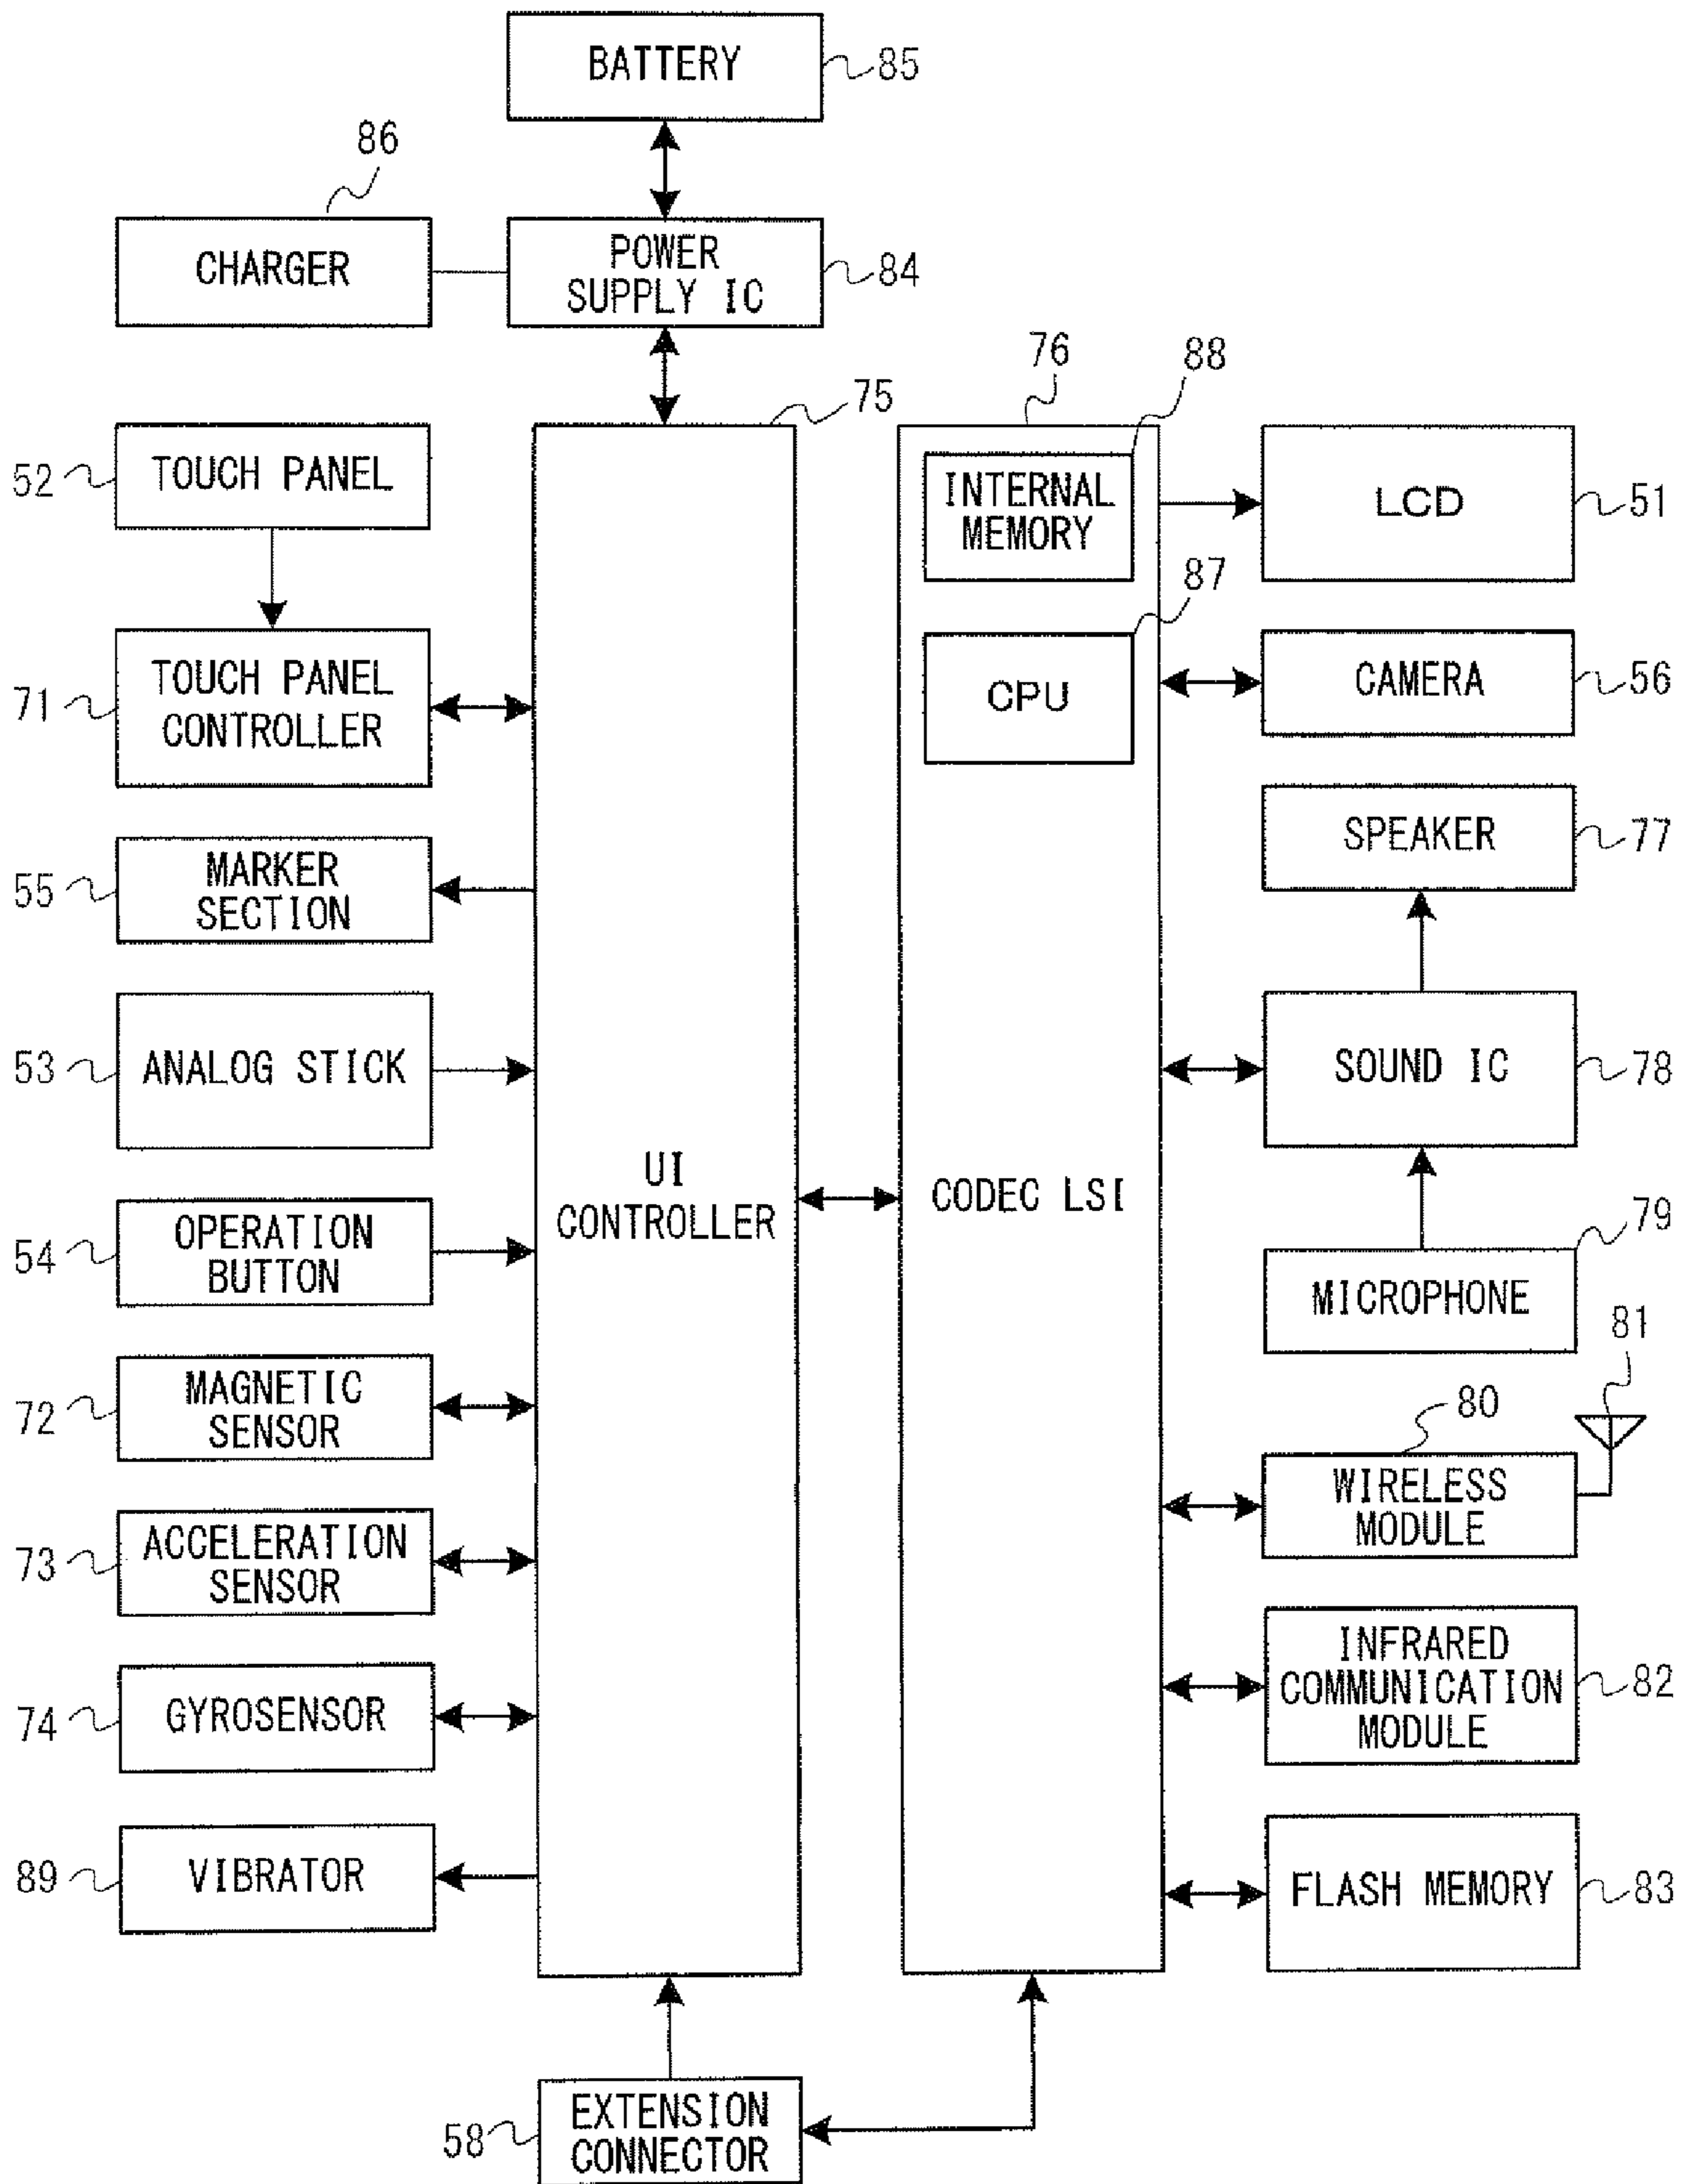 BATTERY
85
86
CHARGER
POWER
SUPPLY IC
84
75
76
88
52
TOUCH PANEL
INTERNAL
MEMORY
LCD
51
87
71
TOUCH PANEL
CONTROLLER
CPU
CAMERA
56
SPEAKER
77
55
MARKER
SECTION
53
ANALOG STICK
SOUND IC
78
UI
CONTROLLER
CODEC LSI
54
OPERATION
BUTTON
79
MICROPHONE
81
72
MAGNETIC
SENSOR
80
WIRELESS
MODULE
73
ACCELERATION
SENSOR
74
GYROSENSOR
INFRARED
COMMUNICATION
MODULE
82
89
VIBRATOR
FLASH MEMORY
83
58
EXTENSION
CONNECTOR